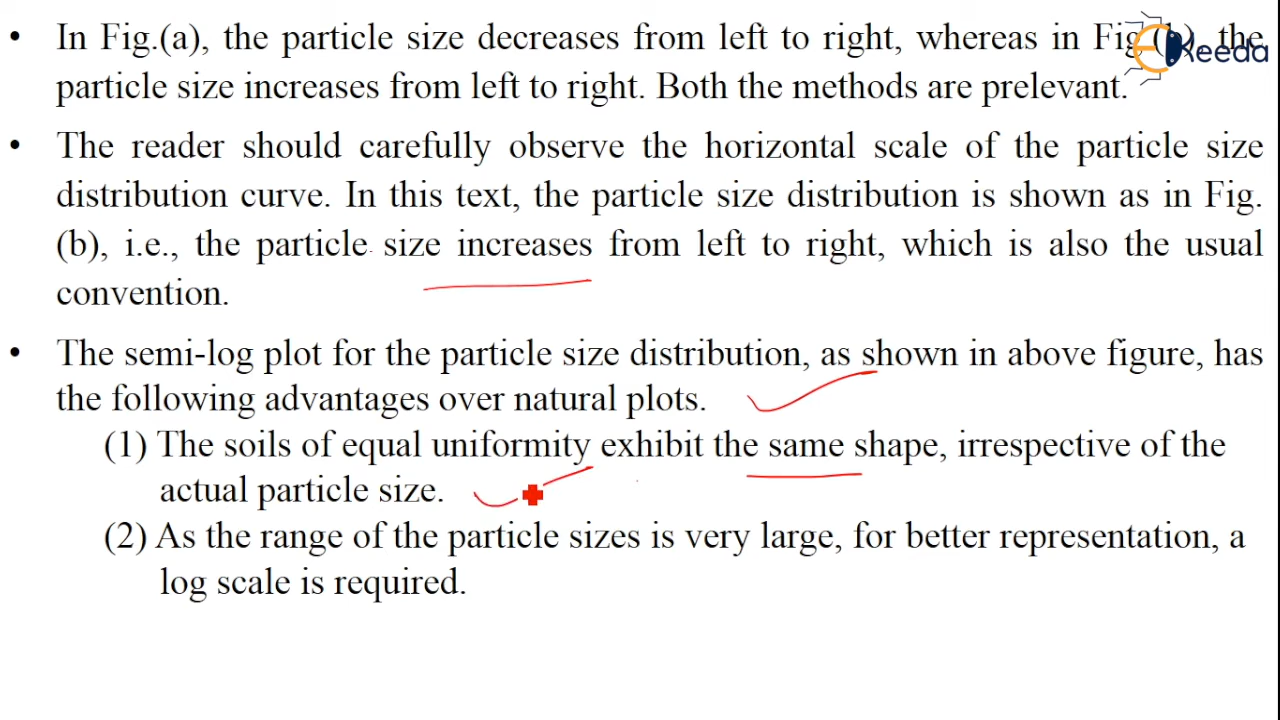 • In Fig.(a), the particle size decreases from left to right, whereas in Fig.(b), the
particle size increases from left to right. Both the methods are prelevant.
• The reader should carefully observe the horizontal scale of the particle size
distribution curve. In this text, the particle size distribution is shown as in Fig.
(b), i.e., the particle size increases from left to right, which is also the usual
convention.
• The semi-log plot for the particle size distribution, as shown in above figure, has
the following advantages over natural plots.
(1) The soils of equal uniformity exhibit the same shape, irrespective of the
actual particle size.
(2) As the range of the particle sizes is very large, for better representation, a
log scale is required.
Ekeeda